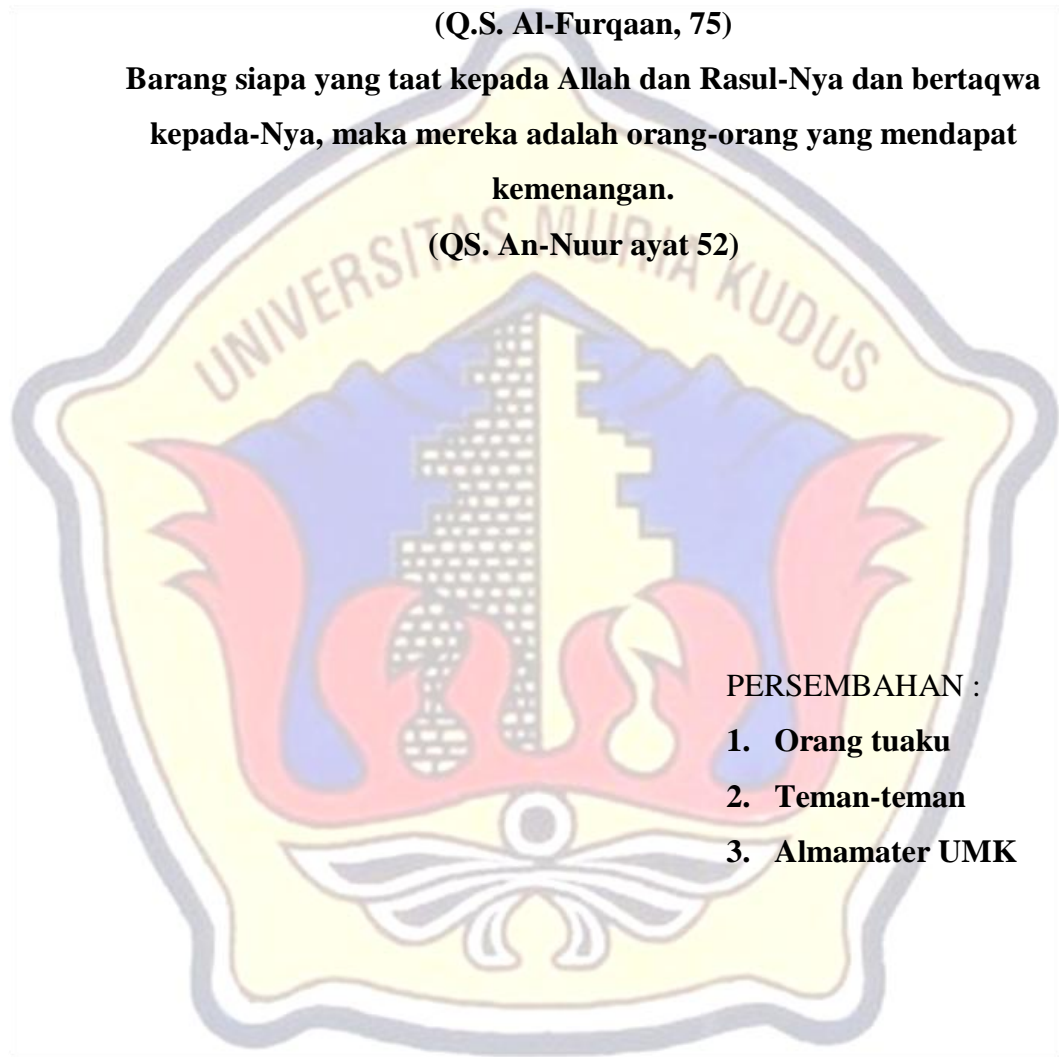 (Q.S. Al-Furqaan, 75)
Barang siapa yang taat kepada Allah dan Rasul-Nya dan bertaqwa
kepada-Nya, maka mereka adalah orang-orang yang mendapat
kemenangan.
(QS. An-Nuur ayat 52)
UNIVERSITAS MURIA KUDUS
PERSEMBAHAN :
1. Orang tuaku
2. Teman-teman
3. Almamater UMK